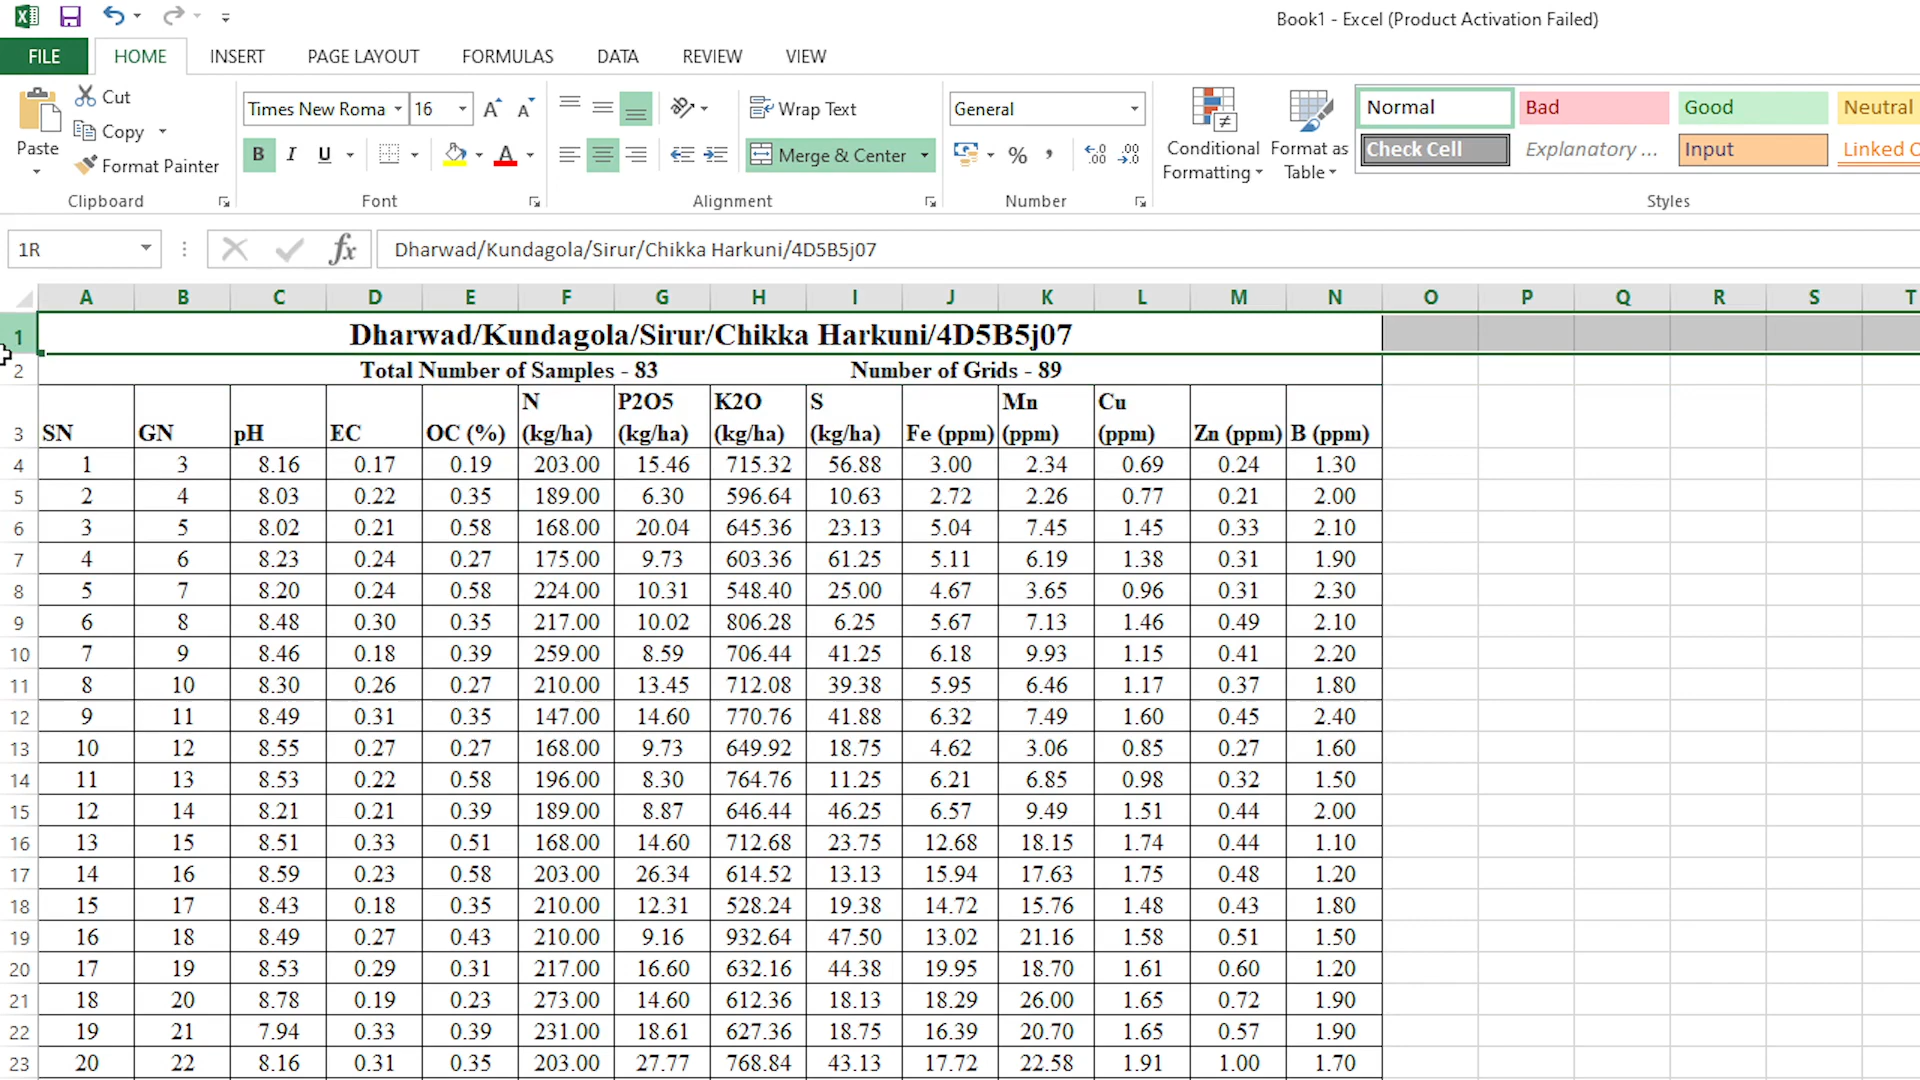 Book1 - Excel (Product Activation Failed)
FILE HOME INSERT PAGE LAYOUT FORMULAS DATA REVIEW VIEW
Paste
Cut
Copy
Format Painter
Clipboard
Times New Roma 16
B I U
Font
Wrap Text
Merge & Center
Alignment
General
% ,
Number
Conditional Formatting
Format as Table
Normal Bad Good Neutral
Check Cell Explanatory ... Input Linked C
Styles
1R fx Dharwad/Kundagola/Sirur/Chikka Harkuni/4D5B5j07
A B C D E F G H I J K L M N O P Q R S T
1 Dharwad/Kundagola/Sirur/Chikka Harkuni/4D5B5j07
2 Total Number of Samples - 83 Number of Grids - 89
3 SN GN pH EC OC (%) N (kg/ha) P2O5 (kg/ha) K2O (kg/ha) S (kg/ha) Fe (ppm) Mn (ppm) Cu (ppm) Zn (ppm) B (ppm)
4 1 3 8.16 0.17 0.19 203.00 15.46 715.32 56.88 3.00 2.34 0.69 0.24 1.30
5 2 4 8.03 0.22 0.35 189.00 6.30 596.64 10.63 2.72 2.26 0.77 0.21 2.00
6 3 5 8.02 0.21 0.58 168.00 20.04 645.36 23.13 5.04 7.45 1.45 0.33 2.10
7 4 6 8.23 0.24 0.27 175.00 9.73 603.36 61.25 5.11 6.19 1.38 0.31 1.90
8 5 7 8.20 0.24 0.58 224.00 10.31 548.40 25.00 4.67 3.65 0.96 0.31 2.30
9 6 8 8.48 0.30 0.35 217.00 10.02 806.28 6.25 5.67 7.13 1.46 0.49 2.10
10 7 9 8.46 0.18 0.39 259.00 8.59 706.44 41.25 6.18 9.93 1.15 0.41 2.20
11 8 10 8.30 0.26 0.27 210.00 13.45 712.08 39.38 5.95 6.46 1.17 0.37 1.80
12 9 11 8.49 0.31 0.35 147.00 14.60 770.76 41.88 6.32 7.49 1.60 0.45 2.40
13 10 12 8.55 0.27 0.27 168.00 9.73 649.92 18.75 4.62 3.06 0.85 0.27 1.60
14 11 13 8.53 0.22 0.58 196.00 8.30 764.76 11.25 6.21 6.85 0.98 0.32 1.50
15 12 14 8.21 0.21 0.39 189.00 8.87 646.44 46.25 6.57 9.49 1.51 0.44 2.00
16 13 15 8.51 0.33 0.51 168.00 14.60 712.68 23.75 12.68 18.15 1.74 0.44 1.10
17 14 16 8.59 0.23 0.58 203.00 26.34 614.52 13.13 15.94 17.63 1.75 0.48 1.20
18 15 17 8.43 0.18 0.35 210.00 12.31 528.24 19.38 14.72 15.76 1.48 0.43 1.80
19 16 18 8.49 0.27 0.43 210.00 9.16 932.64 47.50 13.02 21.16 1.58 0.51 1.50
20 17 19 8.53 0.29 0.31 217.00 16.60 632.16 44.38 19.95 18.70 1.61 0.60 1.20
21 18 20 8.78 0.19 0.23 273.00 14.60 612.36 18.13 18.29 26.00 1.65 0.72 1.90
22 19 21 7.94 0.33 0.39 231.00 18.61 627.36 18.75 16.39 20.70 1.65 0.57 1.90
23 20 22 8.16 0.31 0.35 203.00 27.77 768.84 43.13 17.72 22.58 1.91 1.00 1.70